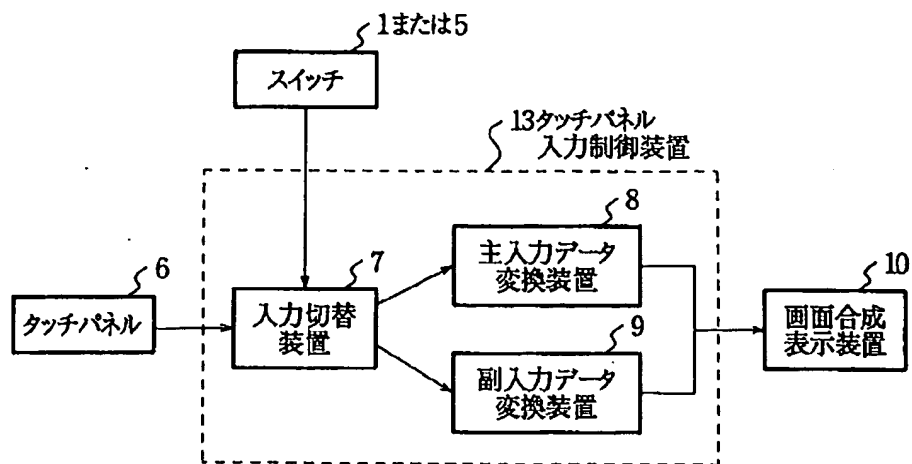 1または5
スイッチ
13タッチパネル
入力制御装置
8
主入力データ
変換装置
6
タッチパネル
7
入力切替
装置
9
副入力データ
変換装置
10
画面合成
表示装置